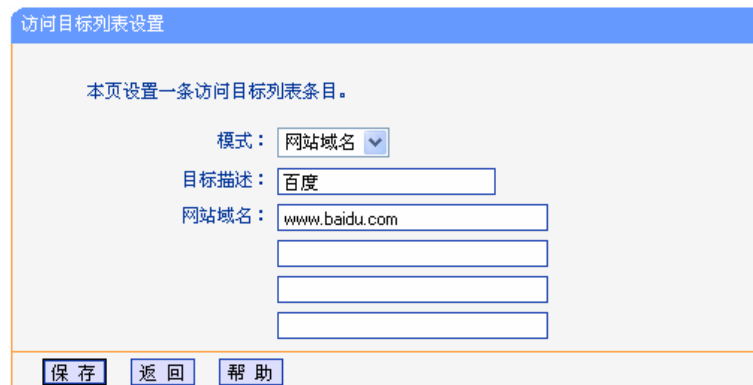 访问目标列表设置
本页设置一条访问目标列表条目。
模式： 网站域名
目标描述： 百度
网站域名： www.baidu.com
保 存 返 回 帮 助